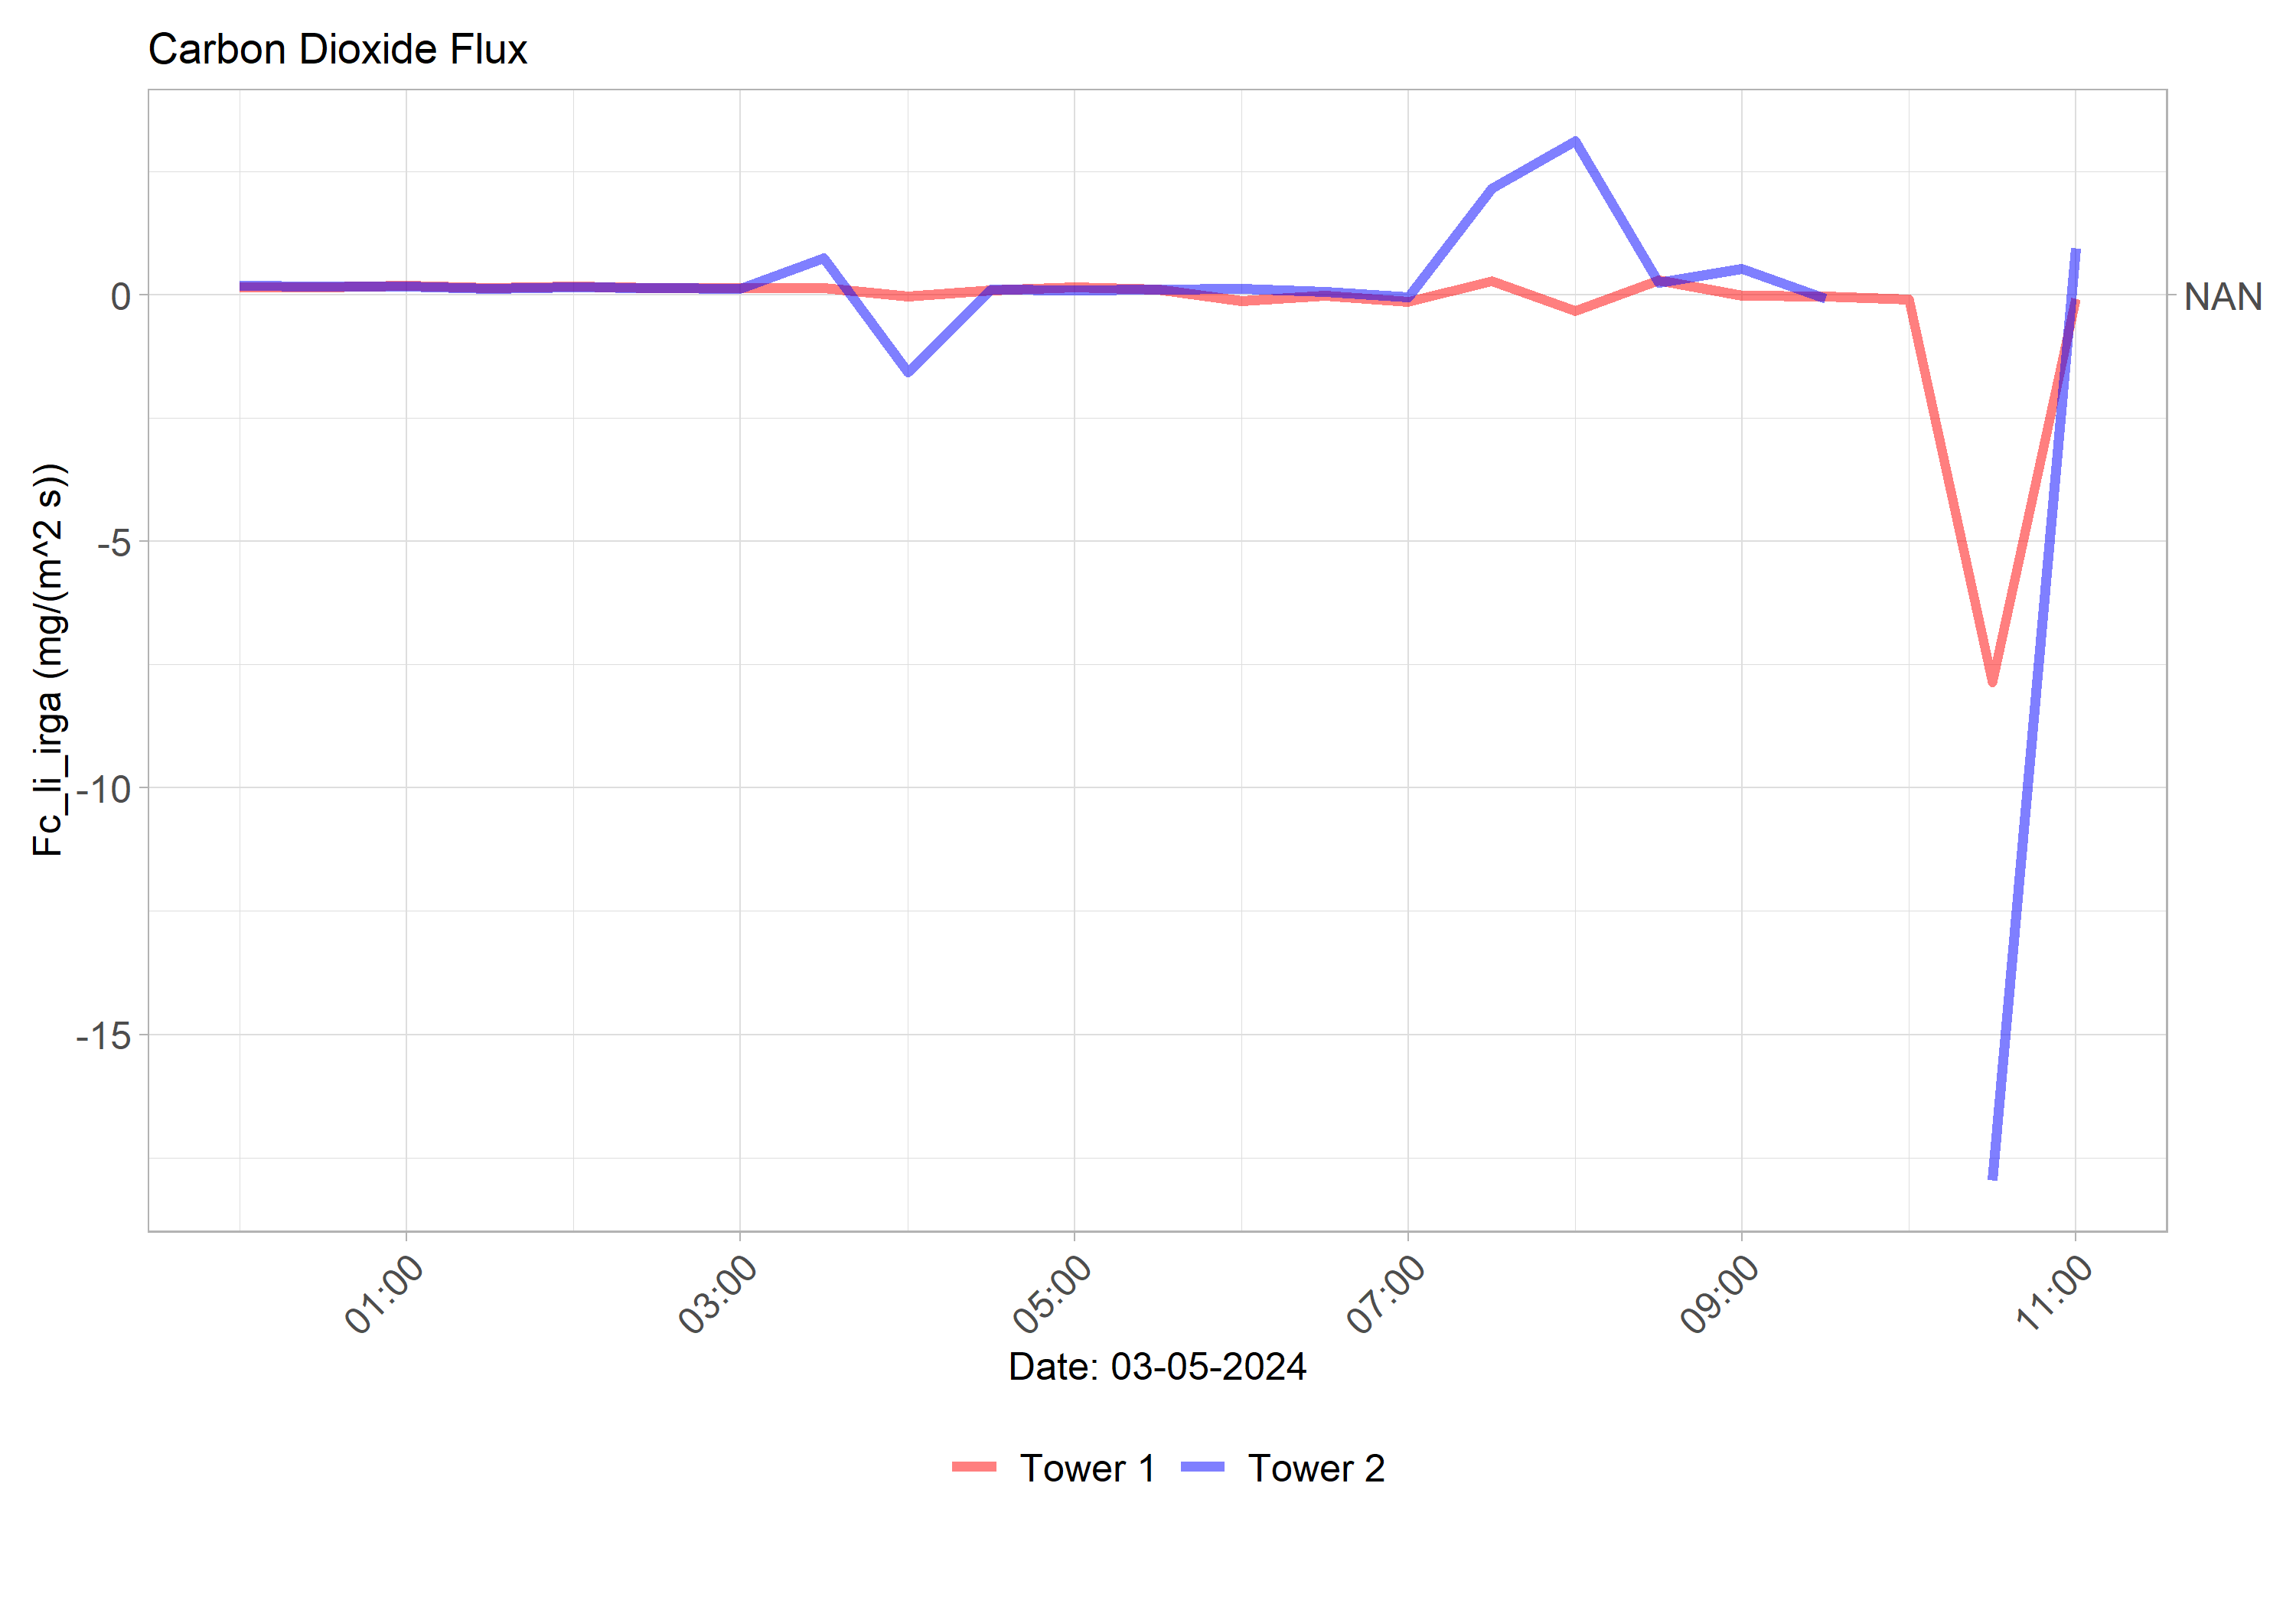 Carbon Dioxide Flux
Fc_li_irga (mg/(m^2 s))
0
-5
-10
-15
NAN
01:00
03:00
05:00
07:00
09:00
11:00
Date: 03-05-2024
Tower 1
Tower 2